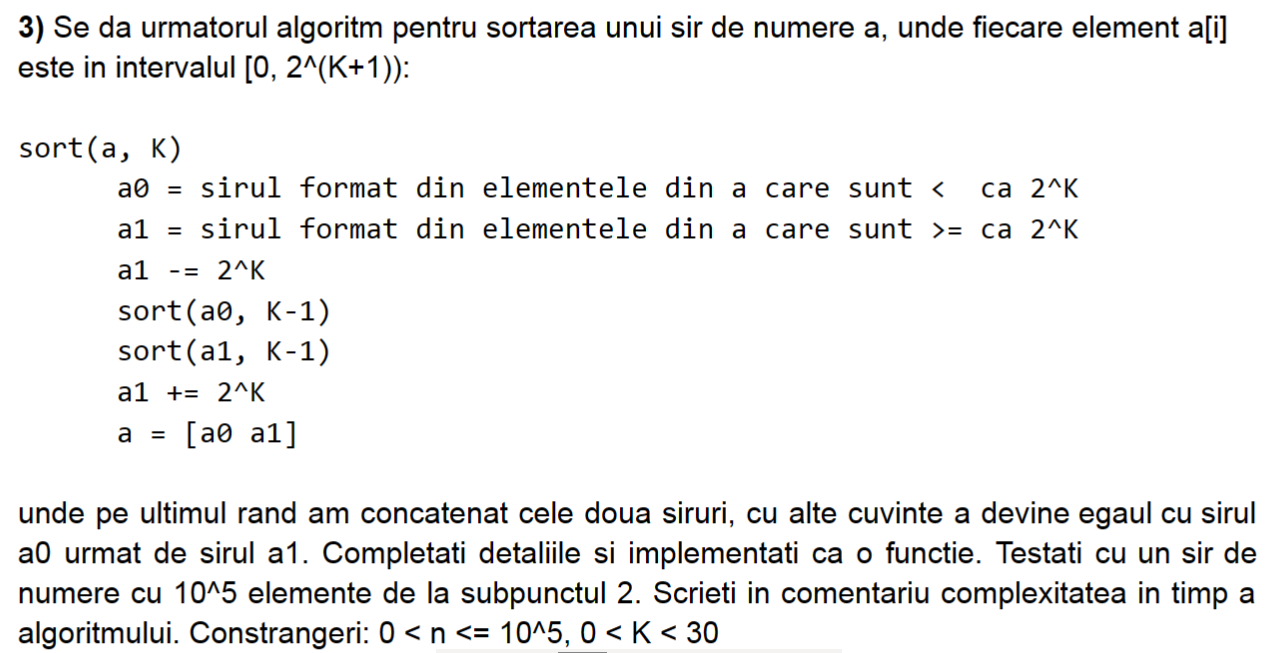 3) Se da urmatorul algoritm pentru sortarea unui sir de numere a, unde fiecare element a[i]
este in intervalul [0, 2^(K+1)):
sort(a, K)
a0 = sirul format din elementele din a care sunt < ca 2^K
a1 = sirul format din elementele din a care sunt >= ca 2^K
a1 -= 2^K
sort(a0, K-1)
sort(a1, K-1)
a1 += 2^K
a = [a0 a1]
unde pe ultimul rand am concatenat cele doua siruri, cu alte cuvinte a devine egaul cu sirul
a0 urmat de sirul a1. Completati detaliile si implementati ca o functie. Testati cu un sir de
numere cu 10^5 elemente de la subpunctul 2. Scrieti in comentariu complexitatea in timp a
algoritmului. Constrangeri: 0 < n <= 10^5, 0 < K < 30